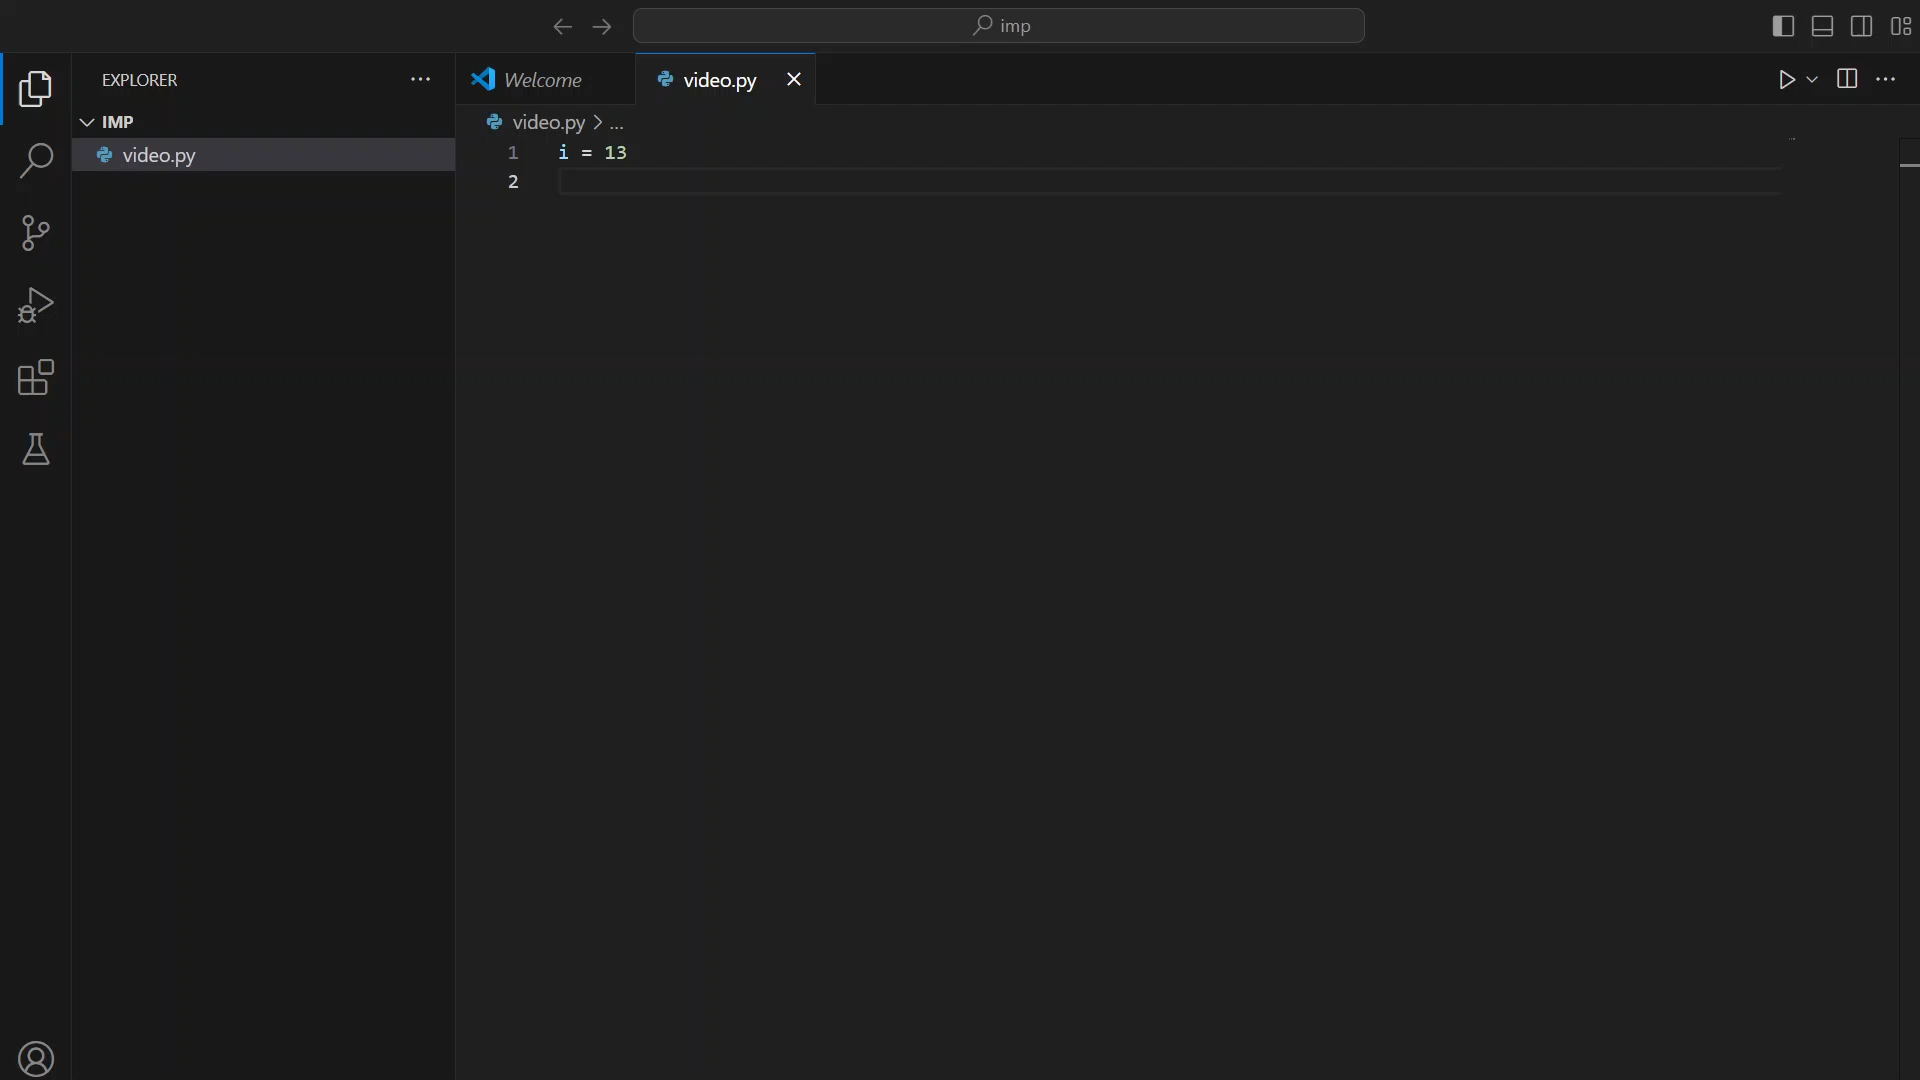 imp
EXPLORER
Welcome
video.py
IMP
video.py
video.py > ...
1 i = 13
2